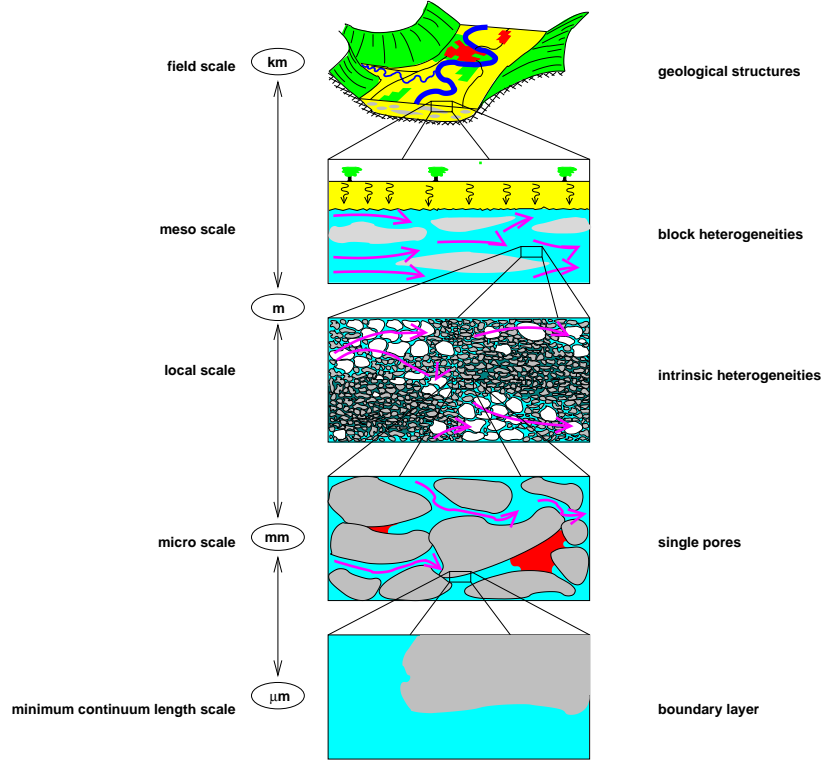 field scale
km
geological structures
meso scale
block heterogeneities
m
local scale
intrinsic heterogeneities
micro scale
mm
single pores
μm
minimum continuum length scale
boundary layer